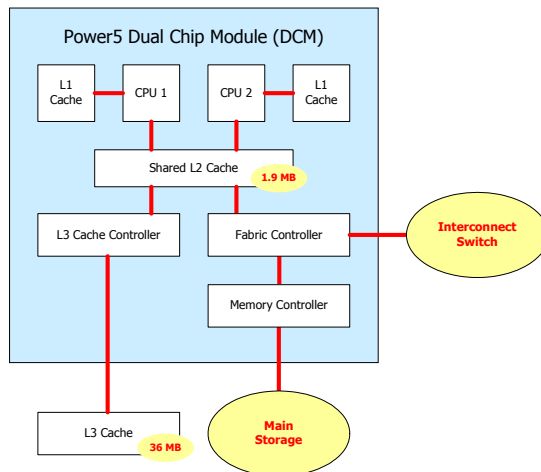 Power5 Dual Chip Module (DCM)
L1
Cache
CPU 1
CPU 2
L1
Cache
Shared L2 Cache
1.9 MB
L3 Cache Controller
Fabric Controller
Interconnect
Switch
Memory Controller
L3 Cache
36 MB
Main
Storage